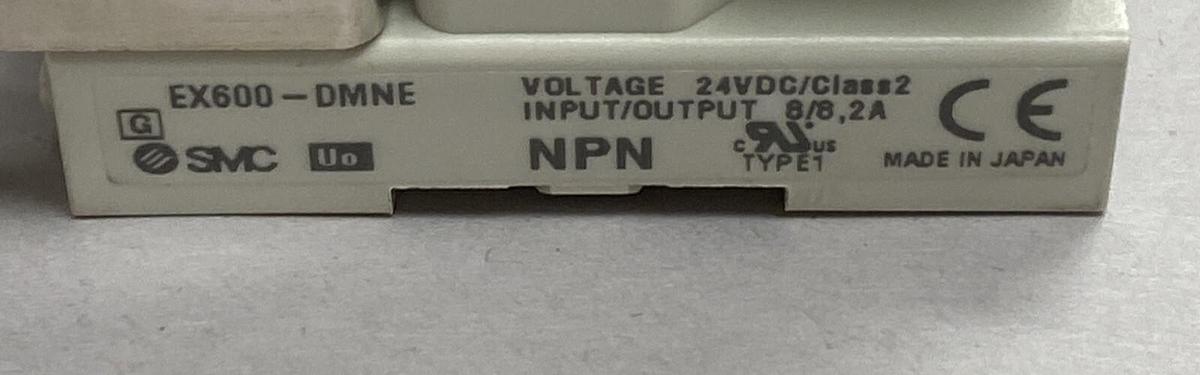 EX600-DMNE
G
SMC
Uo
VOLTAGE 24VDC/Class2
INPUT/OUTPUT 8/8,2A
NPN
c RU us
TYPE1
CE
MADE IN JAPAN